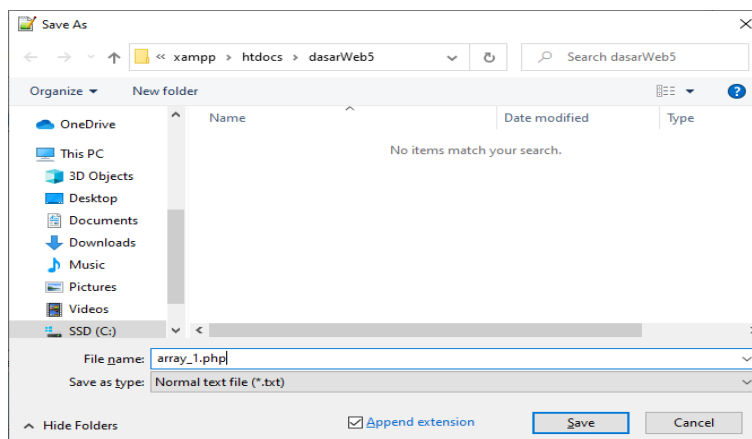 Save As
« xampp › htdocs › dasarWeb5
Search dasarWeb5
Organize
New folder
?
Name
Date modified
Type
OneDrive
This PC
3D Objects
Desktop
Documents
Downloads
Music
Pictures
Videos
SSD (C:)
No items match your search.
File name: array_1.php
Save as type: Normal text file (*.txt)
Hide Folders
Append extension
Save
Cancel